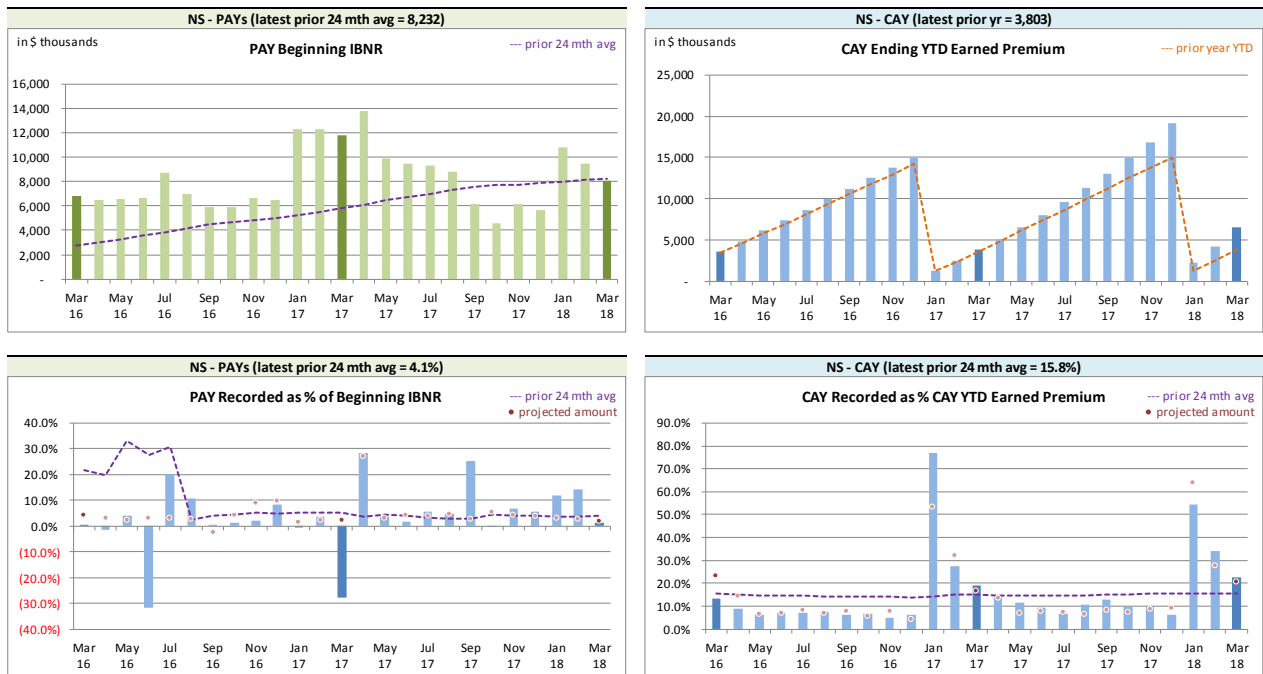 NS - PAYs (latest prior 24 mth avg = 8,232)
in $ thousands
PAY Beginning IBNR
--- prior 24 mth avg
16,000
14,000
12,000
10,000
8,000
6,000
4,000
2,000
-
Mar May Jul Sep Nov Jan Mar May Jul Sep Nov Jan Mar
16 16 16 16 16 17 17 17 17 17 17 18 18
NS - CAY (latest prior yr = 3,803)
in $ thousands
CAY Ending YTD Earned Premium
--- prior year YTD
25,000
20,000
15,000
10,000
5,000
-
Mar May Jul Sep Nov Jan Mar May Jul Sep Nov Jan Mar
16 16 16 16 16 17 17 17 17 17 17 18 18
NS - PAYs (latest prior 24 mth avg = 4.1%)
PAY Recorded as % of Beginning IBNR
--- prior 24 mth avg
projected amount
40.0%
30.0%
20.0%
10.0%
0.0%
(10.0%)
(20.0%)
(30.0%)
(40.0%)
Mar May Jul Sep Nov Jan Mar May Jul Sep Nov Jan Mar
16 16 16 16 16 17 17 17 17 17 17 18 18
NS - CAY (latest prior 24 mth avg = 15.8%)
CAY Recorded as % CAY YTD Earned Premium
--- prior 24 mth avg
projected amount
90.0%
80.0%
70.0%
60.0%
50.0%
40.0%
30.0%
20.0%
10.0%
0.0%
Mar May Jul Sep Nov Jan Mar May Jul Sep Nov Jan Mar
16 16 16 16 16 17 17 17 17 17 17 18 18